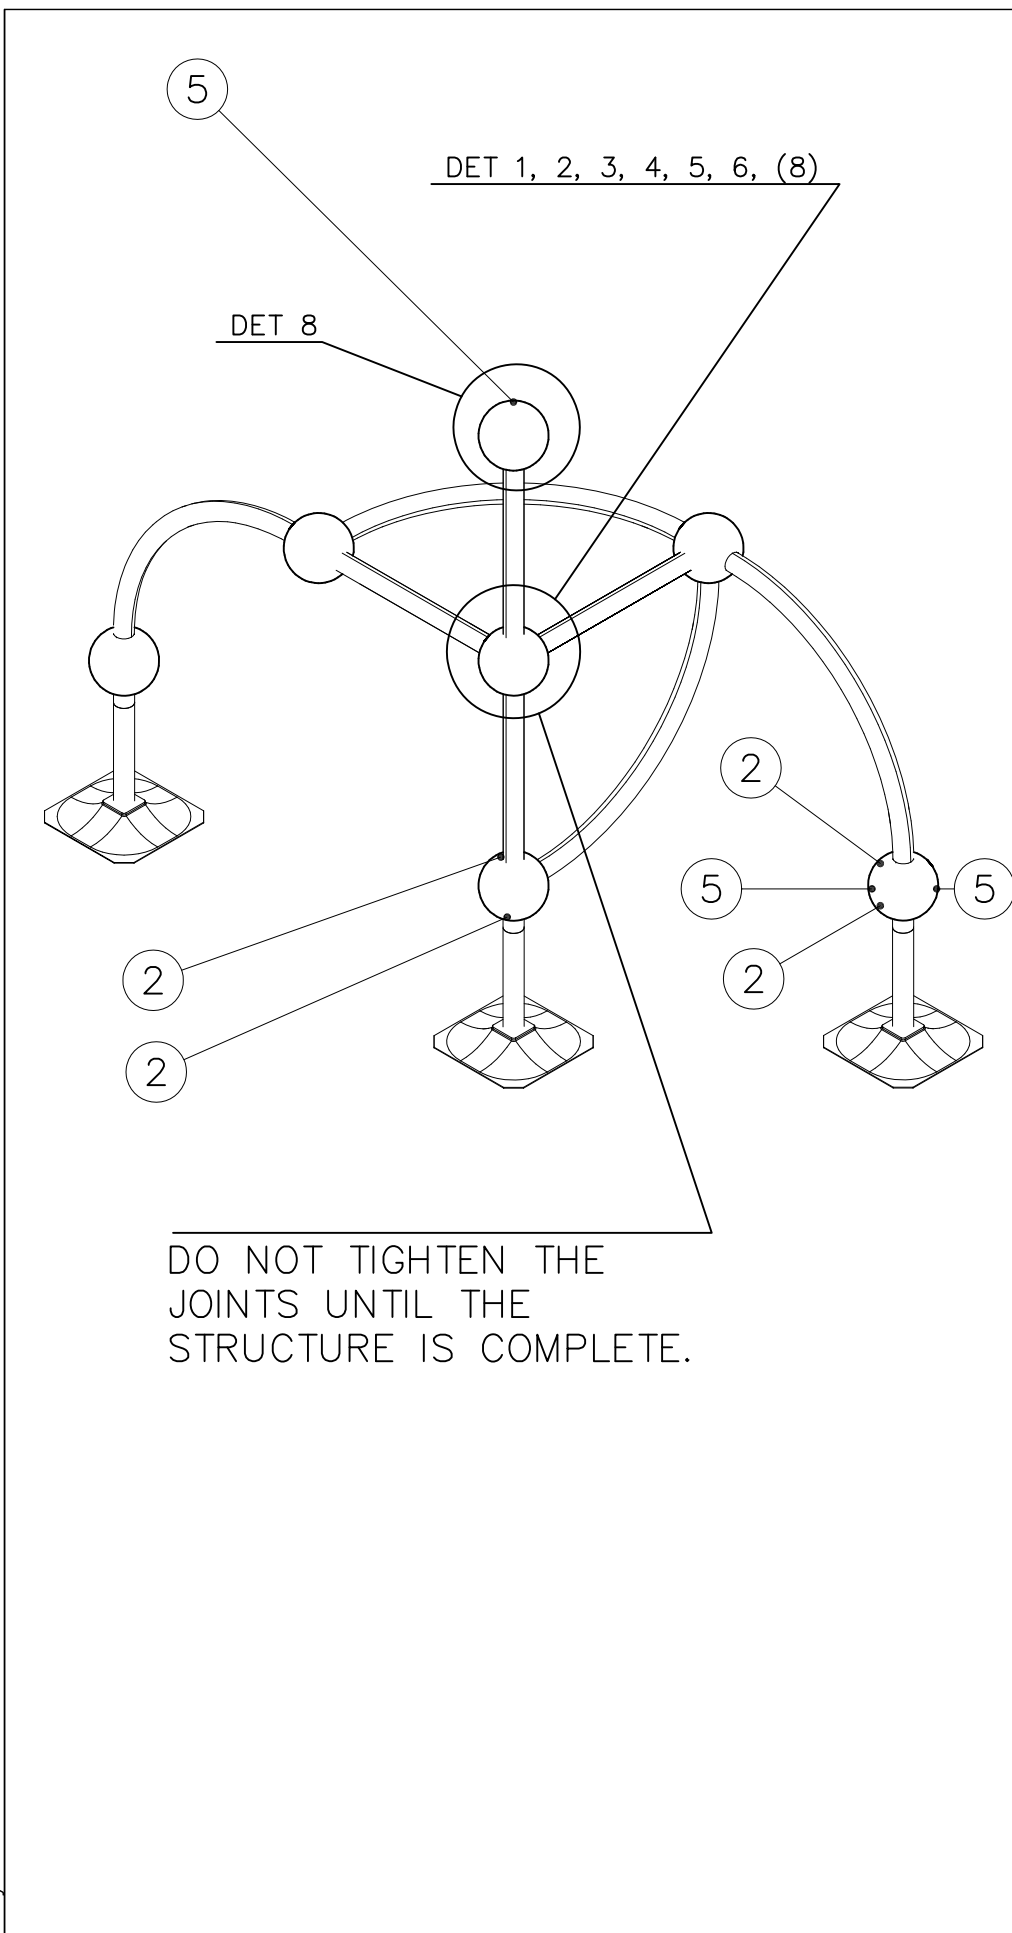 5
DET 1, 2, 3, 4, 5, 6, (8)
DET 8
2
5
5
2
2
2
DO NOT TIGHTEN THE
JOINTS UNTIL THE
STRUCTURE IS COMPLETE.